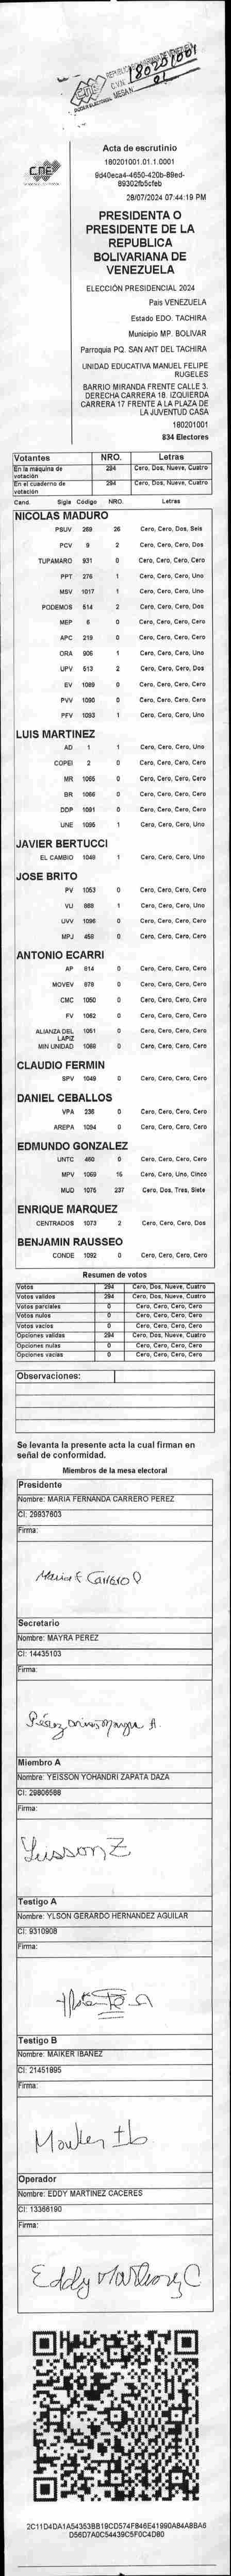 REPUBLICA BOLIVARIANA DE VENEZUELA
CNE
180201001
PODER ELECTORAL MESA Nº 01
CNE
Acta de escrutinio
180201001.01.1.0001
9d40eca4-4650-420b-89ed-
89302fb5cfeb
28/07/2024 07:44:19 PM
PRESIDENTA O
PRESIDENTE DE LA
REPUBLICA
BOLIVARIANA DE
VENEZUELA
ELECCIÓN PRESIDENCIAL 2024
País VENEZUELA
Estado EDO. TACHIRA
Municipio MP. BOLIVAR
Parroquia PQ. SAN ANT DEL TACHIRA
UNIDAD EDUCATIVA MANUEL FELIPE
RUGELES
BARRIO MIRANDA FRENTE CALLE 3.
DERECHA CARRERA 18. IZQUIERDA
CARRERA 17 FRENTE A LA PLAZA DE
LA JUVENTUD CASA
180201001
834 Electores
Votantes NRO. Letras
En la máquina de votación 294 Cero, Dos, Nueve, Cuatro
En el cuaderno de votación 294 Cero, Dos, Nueve, Cuatro
Cand. Sigla Código NRO. Letras
NICOLAS MADURO
PSUV 269 26 Cero, Cero, Dos, Seis
PCV 9 2 Cero, Cero, Cero, Dos
TUPAMARO 931 0 Cero, Cero, Cero, Cero
PPT 276 1 Cero, Cero, Cero, Uno
MSV 1017 1 Cero, Cero, Cero, Uno
PODEMOS 514 2 Cero, Cero, Cero, Dos
MEP 6 0 Cero, Cero, Cero, Cero
APC 219 0 Cero, Cero, Cero, Cero
ORA 906 1 Cero, Cero, Cero, Uno
UPV 513 2 Cero, Cero, Cero, Dos
EV 1089 0 Cero, Cero, Cero, Cero
PVV 1090 0 Cero, Cero, Cero, Cero
PFV 1093 1 Cero, Cero, Cero, Uno
LUIS MARTINEZ
AD 1 1 Cero, Cero, Cero, Uno
COPEI 2 0 Cero, Cero, Cero, Cero
MR 1065 0 Cero, Cero, Cero, Cero
BR 1066 0 Cero, Cero, Cero, Cero
DDP 1091 0 Cero, Cero, Cero, Cero
UNE 1095 1 Cero, Cero, Cero, Uno
JAVIER BERTUCCI
EL CAMBIO 1048 1 Cero, Cero, Cero, Uno
JOSE BRITO
PV 1053 0 Cero, Cero, Cero, Cero
VU 868 1 Cero, Cero, Cero, Uno
UVV 1096 0 Cero, Cero, Cero, Cero
MPJ 458 0 Cero, Cero, Cero, Cero
ANTONIO ECARRI
AP 814 0 Cero, Cero, Cero, Cero
MOVEV 979 0 Cero, Cero, Cero, Cero
CMC 1050 0 Cero, Cero, Cero, Cero
FV 1062 0 Cero, Cero, Cero, Cero
ALIANZA DEL LAPIZ 1051 0 Cero, Cero, Cero, Cero
MIN UNIDAD 1068 0 Cero, Cero, Cero, Cero
CLAUDIO FERMIN
SPV 1049 0 Cero, Cero, Cero, Cero
DANIEL CEBALLOS
VPA 236 0 Cero, Cero, Cero, Cero
AREPA 1094 0 Cero, Cero, Cero, Cero
EDMUNDO GONZALEZ
UNTC 460 0 Cero, Cero, Cero, Cero
MPV 1069 15 Cero, Cero, Uno, Cinco
MUD 1075 237 Cero, Dos, Tres, Siete
ENRIQUE MARQUEZ
CENTRADOS 1073 2 Cero, Cero, Cero, Dos
BENJAMIN RAUSSEO
CONDE 1092 0 Cero, Cero, Cero, Cero
Resumen de votos
Votos 294 Cero, Dos, Nueve, Cuatro
Votos validos 294 Cero, Dos, Nueve, Cuatro
Votos parciales 0 Cero, Cero, Cero, Cero
Votos nulos 0 Cero, Cero, Cero, Cero
Votos vacios 0 Cero, Cero, Cero, Cero
Opciones validas 294 Cero, Dos, Nueve, Cuatro
Opciones nulas 0 Cero, Cero, Cero, Cero
Opciones vacias 0 Cero, Cero, Cero, Cero
Observaciones:
Se levanta la presente acta la cual firman en
señal de conformidad.
Miembros de la mesa electoral
Presidente
Nombre: MARIA FERNANDA CARRERO PEREZ
CI: 29937603
Firma:
Maria F Carrero P
Secretario
Nombre: MAYRA PEREZ
CI: 14435103
Firma:
Pérez Mayra A.
Miembro A
Nombre: YEISSON YOHANDRI ZAPATA DAZA
CI: 29806588
Firma:
Yeisson Z
Testigo A
Nombre: YLSON GERARDO HERNANDEZ AGUILAR
CI: 9310908
Firma:
Testigo B
Nombre: MAIKER IBAÑEZ
CI: 21451895
Firma:
Maiker Ib
Operador
Nombre: EDDY MARTINEZ CACERES
CI: 13366190
Firma:
Eddy Martinez C
2C11D4DA1A54353BB19CD574F846E41990A84A8BA6
D56D7A0C54439C5F0C4D80